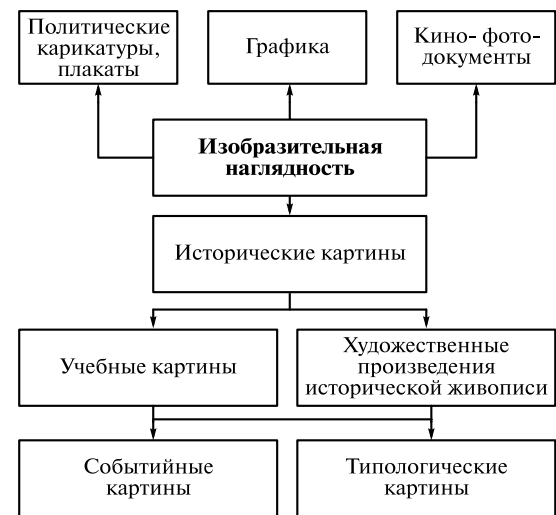 Политические
карикатуры,
плакаты
Графика
Кино- фото-
документы
Изобразительная
наглядность
Исторические картины
Учебные картины
Художественные
произведения
исторической живописи
Событийные
картины
Типологические
картины